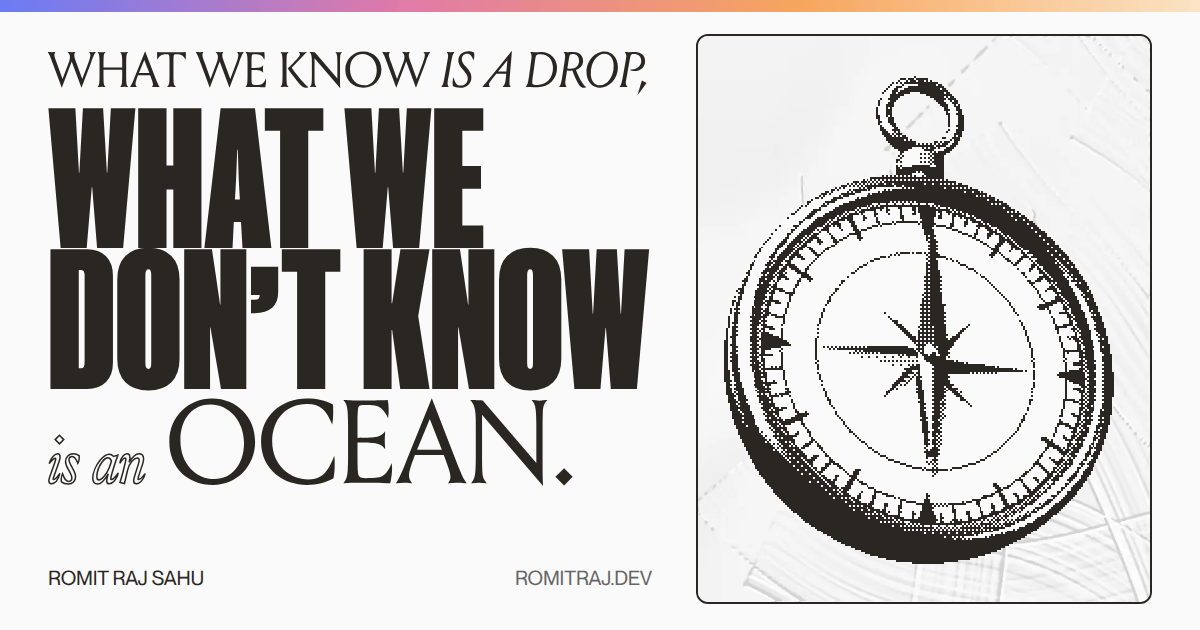 WHAT WE KNOW IS A DROP,
WHAT WE
DON’T KNOW
is an OCEAN.
ROMIT RAJ SAHU
ROMITRAJ.DEV